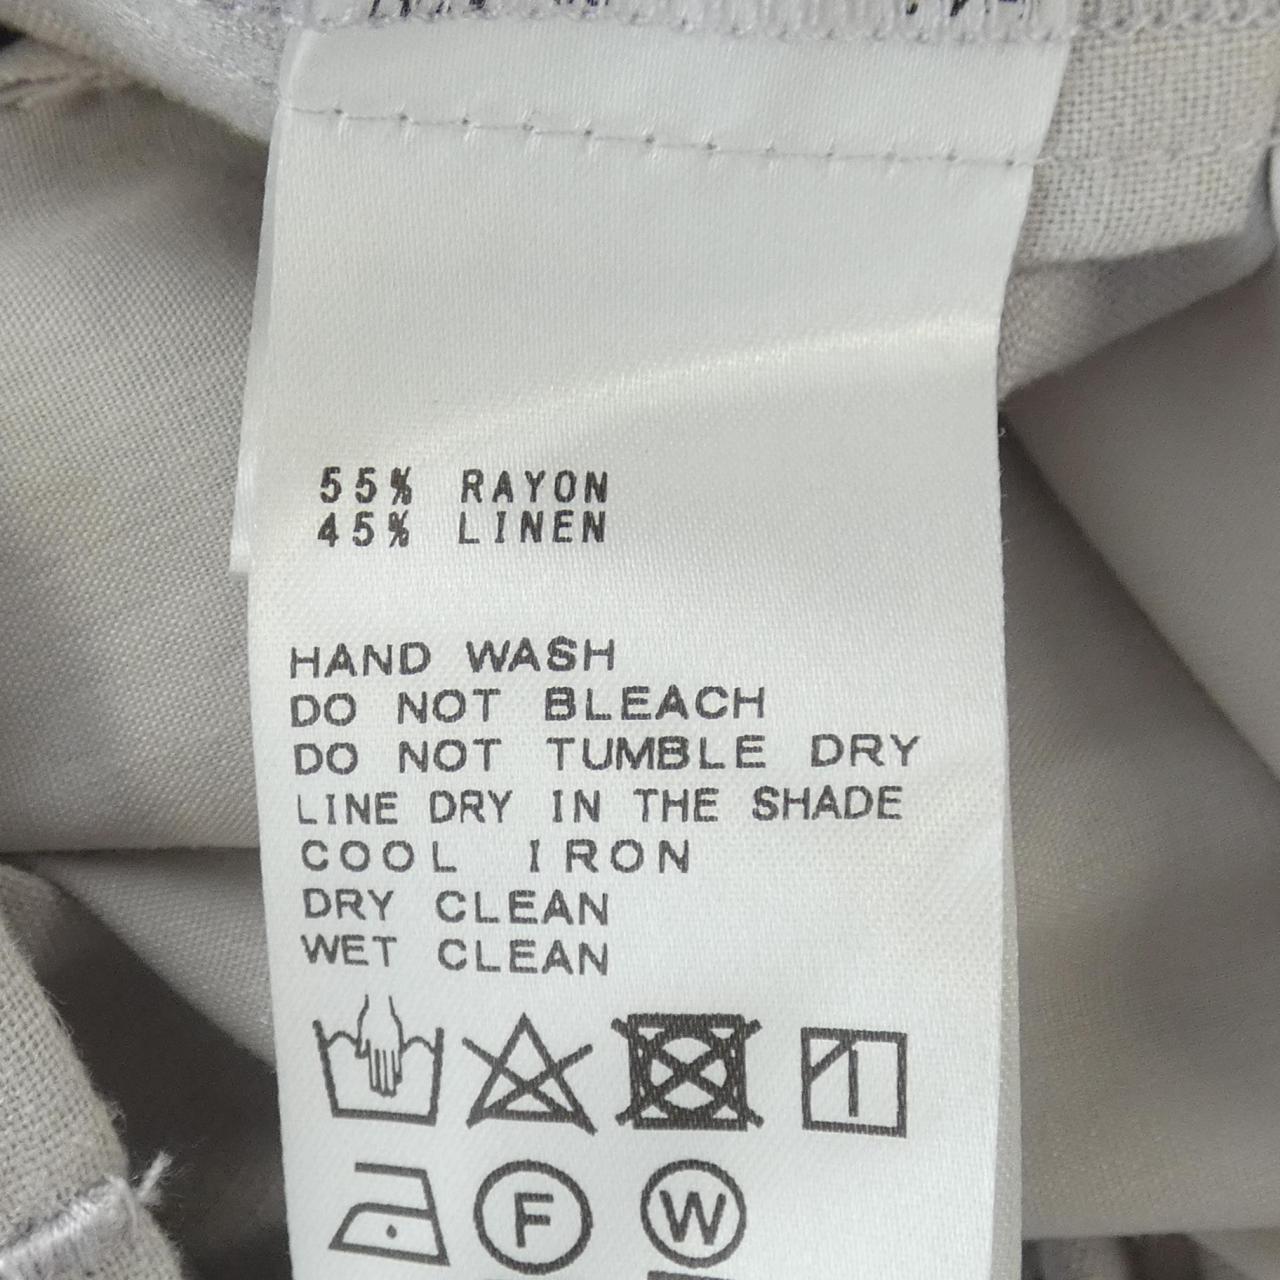 55% RAYON
45% LINEN
HAND WASH
DO NOT BLEACH
DO NOT TUMBLE DRY
LINE DRY IN THE SHADE
COOL IRON
DRY CLEAN
WET CLEAN
F W